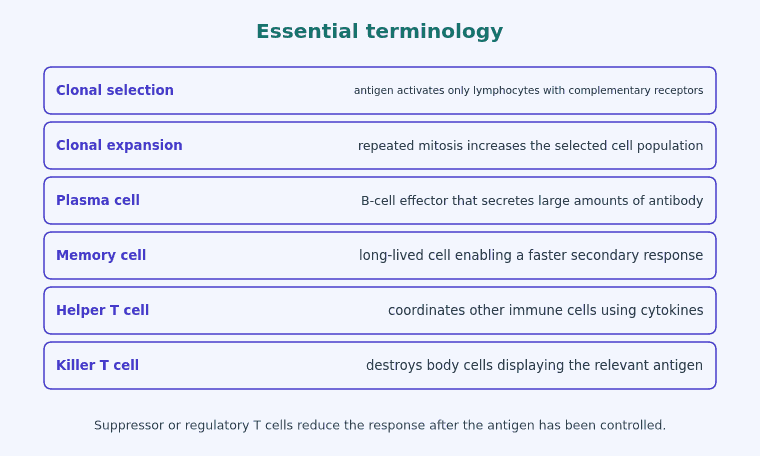 Essential terminology
Clonal selection antigen activates only lymphocytes with complementary receptors
Clonal expansion repeated mitosis increases the selected cell population
Plasma cell B-cell effector that secretes large amounts of antibody
Memory cell long-lived cell enabling a faster secondary response
Helper T cell coordinates other immune cells using cytokines
Killer T cell destroys body cells displaying the relevant antigen
Suppressor or regulatory T cells reduce the response after the antigen has been controlled.